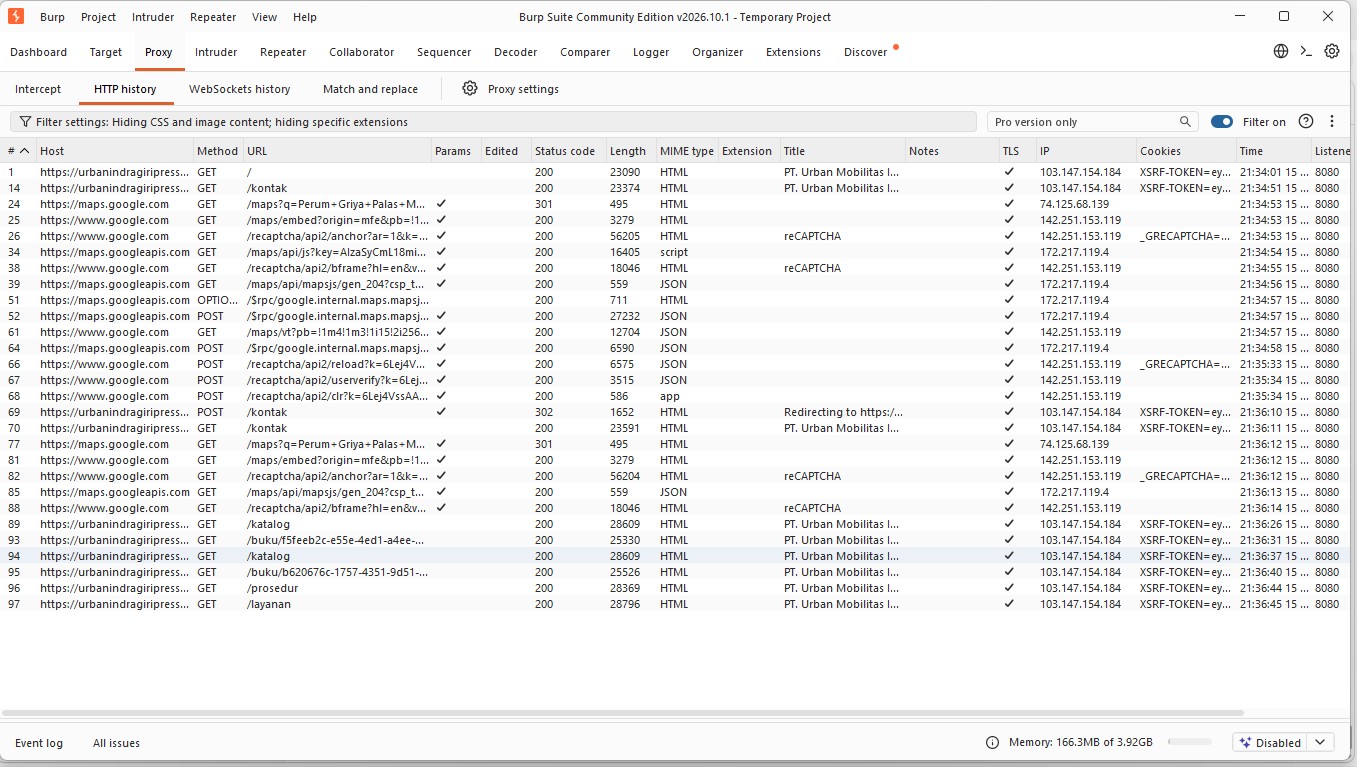 Burp Project Intruder Repeater View Help Burp Suite Community Edition v2026.10.1 - Temporary Project
Dashboard Target Proxy Intruder Repeater Collaborator Sequencer Decoder Comparer Logger Organizer Extensions Discover
Intercept HTTP history WebSockets history Match and replace Proxy settings
Filter settings: Hiding CSS and image content; hiding specific extensions Pro version only Filter on
# Host Method URL Params Edited Status code Length MIME type Extension Title Notes TLS IP Cookies Time Listene
1 https://urbanindragiripress... GET / 200 23090 HTML PT. Urban Mobilitas I... ✓ 103.147.154.184 XSRF-TOKEN=ey... 21:34:01 15 ... 8080
14 https://urbanindragiripress... GET /kontak 200 23374 HTML PT. Urban Mobilitas I... ✓ 103.147.154.184 XSRF-TOKEN=ey... 21:34:51 15 ... 8080
24 https://maps.google.com GET /maps?q=Perum+Griya+Palas+M... ✓ 301 495 HTML ✓ 74.125.68.139 21:34:53 15 ... 8080
25 https://www.google.com GET /maps/embed?origin=mfe&pb=!1... ✓ 200 3279 HTML ✓ 142.251.153.119 21:34:53 15 ... 8080
26 https://www.google.com GET /recaptcha/api2/anchor?ar=1&k=... ✓ 200 56205 HTML reCAPTCHA ✓ 142.251.153.119 _GRECAPTCHA=... 21:34:53 15 ... 8080
34 https://maps.googleapis.com GET /maps/api/js?key=AIzaSyCmL18mi... ✓ 200 16405 script ✓ 172.217.119.4 21:34:54 15 ... 8080
38 https://www.google.com GET /recaptcha/api2/bframe?hl=en&v... ✓ 200 18046 HTML reCAPTCHA ✓ 142.251.153.119 21:34:55 15 ... 8080
39 https://maps.googleapis.com GET /maps/api/mapsjs/gen_204?csp_t... ✓ 200 559 JSON ✓ 172.217.119.4 21:34:56 15 ... 8080
51 https://maps.googleapis.com OPTIO... /$rpc/google.internal.maps.mapsj... 200 711 HTML ✓ 172.217.119.4 21:34:57 15 ... 8080
52 https://maps.googleapis.com POST /$rpc/google.internal.maps.mapsj... ✓ 200 27232 JSON ✓ 172.217.119.4 21:34:57 15 ... 8080
61 https://www.google.com GET /maps/vt?pb=!1m4!1m3!1i15!2i256... ✓ 200 12704 JSON ✓ 142.251.153.119 21:34:57 15 ... 8080
64 https://maps.googleapis.com POST /$rpc/google.internal.maps.mapsj... ✓ 200 6590 JSON ✓ 172.217.119.4 21:34:58 15 ... 8080
66 https://www.google.com POST /recaptcha/api2/reload?k=6Lej4V... ✓ 200 6575 JSON ✓ 142.251.153.119 _GRECAPTCHA=... 21:35:33 15 ... 8080
67 https://www.google.com POST /recaptcha/api2/userverify?k=6Lej... ✓ 200 3515 JSON ✓ 142.251.153.119 21:35:34 15 ... 8080
68 https://www.google.com POST /recaptcha/api2/clr?k=6Lej4VssAA... ✓ 200 586 app ✓ 142.251.153.119 21:35:34 15 ... 8080
69 https://urbanindragiripress... POST /kontak ✓ 302 1652 HTML Redirecting to https:/... ✓ 103.147.154.184 XSRF-TOKEN=ey... 21:36:10 15 ... 8080
70 https://urbanindragiripress... GET /kontak 200 23591 HTML PT. Urban Mobilitas I... ✓ 103.147.154.184 XSRF-TOKEN=ey... 21:36:11 15 ... 8080
77 https://maps.google.com GET /maps?q=Perum+Griya+Palas+M... ✓ 301 495 HTML ✓ 74.125.68.139 21:36:12 15 ... 8080
81 https://www.google.com GET /maps/embed?origin=mfe&pb=!1... ✓ 200 3279 HTML ✓ 142.251.153.119 21:36:12 15 ... 8080
82 https://www.google.com GET /recaptcha/api2/anchor?ar=1&k=... ✓ 200 56204 HTML reCAPTCHA ✓ 142.251.153.119 _GRECAPTCHA=... 21:36:12 15 ... 8080
85 https://maps.googleapis.com GET /maps/api/mapsjs/gen_204?csp_t... ✓ 200 559 JSON ✓ 172.217.119.4 21:36:13 15 ... 8080
88 https://www.google.com GET /recaptcha/api2/bframe?hl=en&v... ✓ 200 18046 HTML reCAPTCHA ✓ 142.251.153.119 21:36:14 15 ... 8080
89 https://urbanindragiripress... GET /katalog 200 28609 HTML PT. Urban Mobilitas I... ✓ 103.147.154.184 XSRF-TOKEN=ey... 21:36:26 15 ... 8080
93 https://urbanindragiripress... GET /buku/f5feeb2c-e55e-4ed1-a4ee-... 200 25330 HTML PT. Urban Mobilitas I... ✓ 103.147.154.184 XSRF-TOKEN=ey... 21:36:31 15 ... 8080
94 https://urbanindragiripress... GET /katalog 200 28609 HTML PT. Urban Mobilitas I... ✓ 103.147.154.184 XSRF-TOKEN=ey... 21:36:37 15 ... 8080
95 https://urbanindragiripress... GET /buku/b620676c-1757-4351-9d51-... 200 25526 HTML PT. Urban Mobilitas I... ✓ 103.147.154.184 XSRF-TOKEN=ey... 21:36:40 15 ... 8080
96 https://urbanindragiripress... GET /prosedur 200 28369 HTML PT. Urban Mobilitas I... ✓ 103.147.154.184 XSRF-TOKEN=ey... 21:36:44 15 ... 8080
97 https://urbanindragiripress... GET /layanan 200 28796 HTML PT. Urban Mobilitas I... ✓ 103.147.154.184 XSRF-TOKEN=ey... 21:36:45 15 ... 8080
Event log All issues Memory: 166.3MB of 3.92GB Disabled